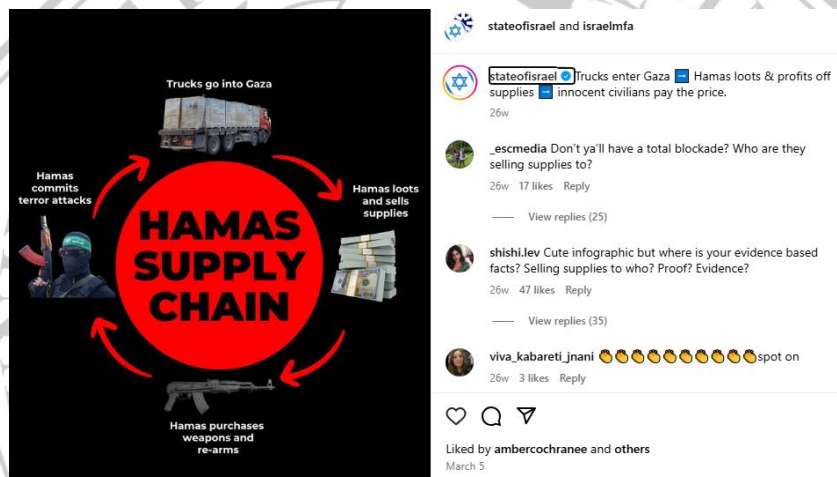 Trucks go into Gaza
Hamas
commits
terror attacks
Hamas loots
and sells
supplies
HAMAS
SUPPLY
CHAIN
Hamas purchases
weapons and
re-arms
stateofisrael and israelmfa
stateofisrael Trucks enter Gaza ➡️ Hamas loots & profits off
supplies ➡️ innocent civilians pay the price.
26w
_escmedia Don't ya'll have a total blockade? Who are they
selling supplies to?
26w 17 likes Reply
View replies (25)
shishi.lev Cute infographic but where is your evidence based
facts? Selling supplies to who? Proof? Evidence?
26w 47 likes Reply
View replies (35)
viva_kabareti_jnani 👏👏👏👏👏👏👏👏👏👏spot on
26w 3 likes Reply
Liked by ambercochranee and others
March 5